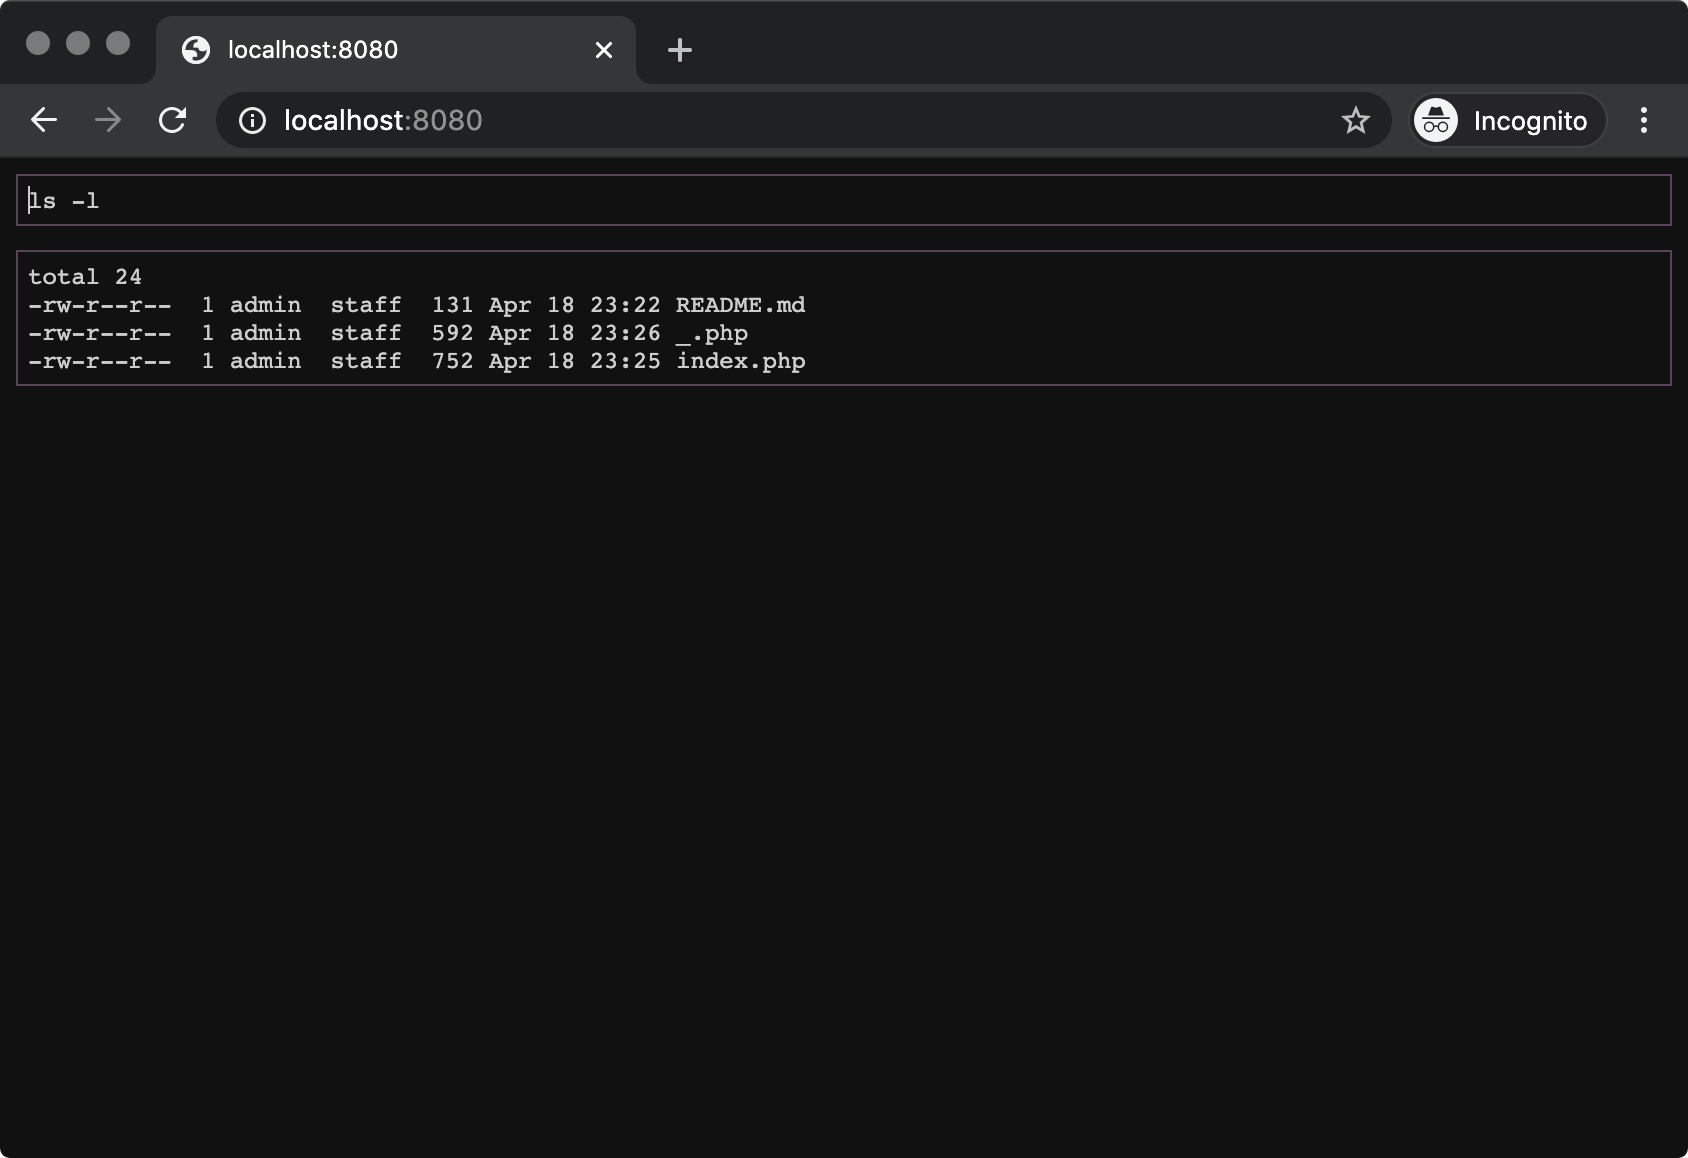 localhost:8080
localhost:8080
Incognito
ls -l
total 24
-rw-r--r--  1 admin  staff  131 Apr 18 23:22 README.md
-rw-r--r--  1 admin  staff  592 Apr 18 23:26 _.php
-rw-r--r--  1 admin  staff  752 Apr 18 23:25 index.php